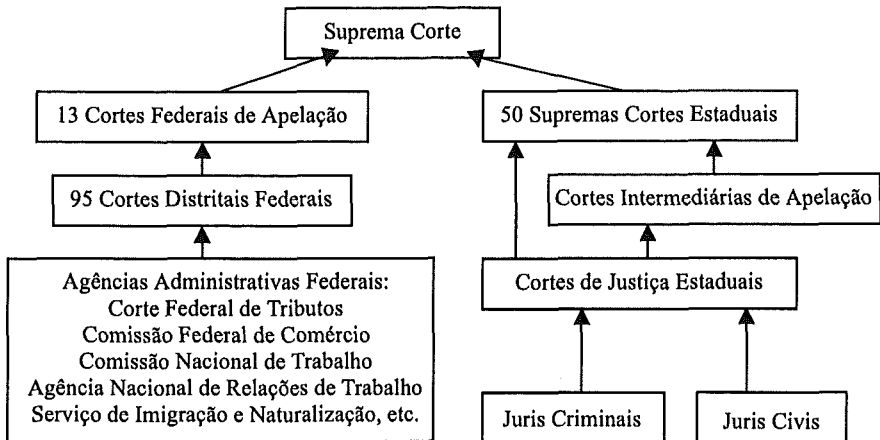 Suprema Corte
13 Cortes Federais de Apelação
50 Supremas Cortes Estaduais
95 Cortes Distritais Federais
Cortes Intermediárias de Apelação
Agências Administrativas Federais:
Corte Federal de Tributos
Comissão Federal de Comércio
Comissão Nacional de Trabalho
Agência Nacional de Relações de Trabalho
Serviço de Imigração e Naturalização, etc.
Cortes de Justiça Estaduais
Juris Criminais
Juris Civis